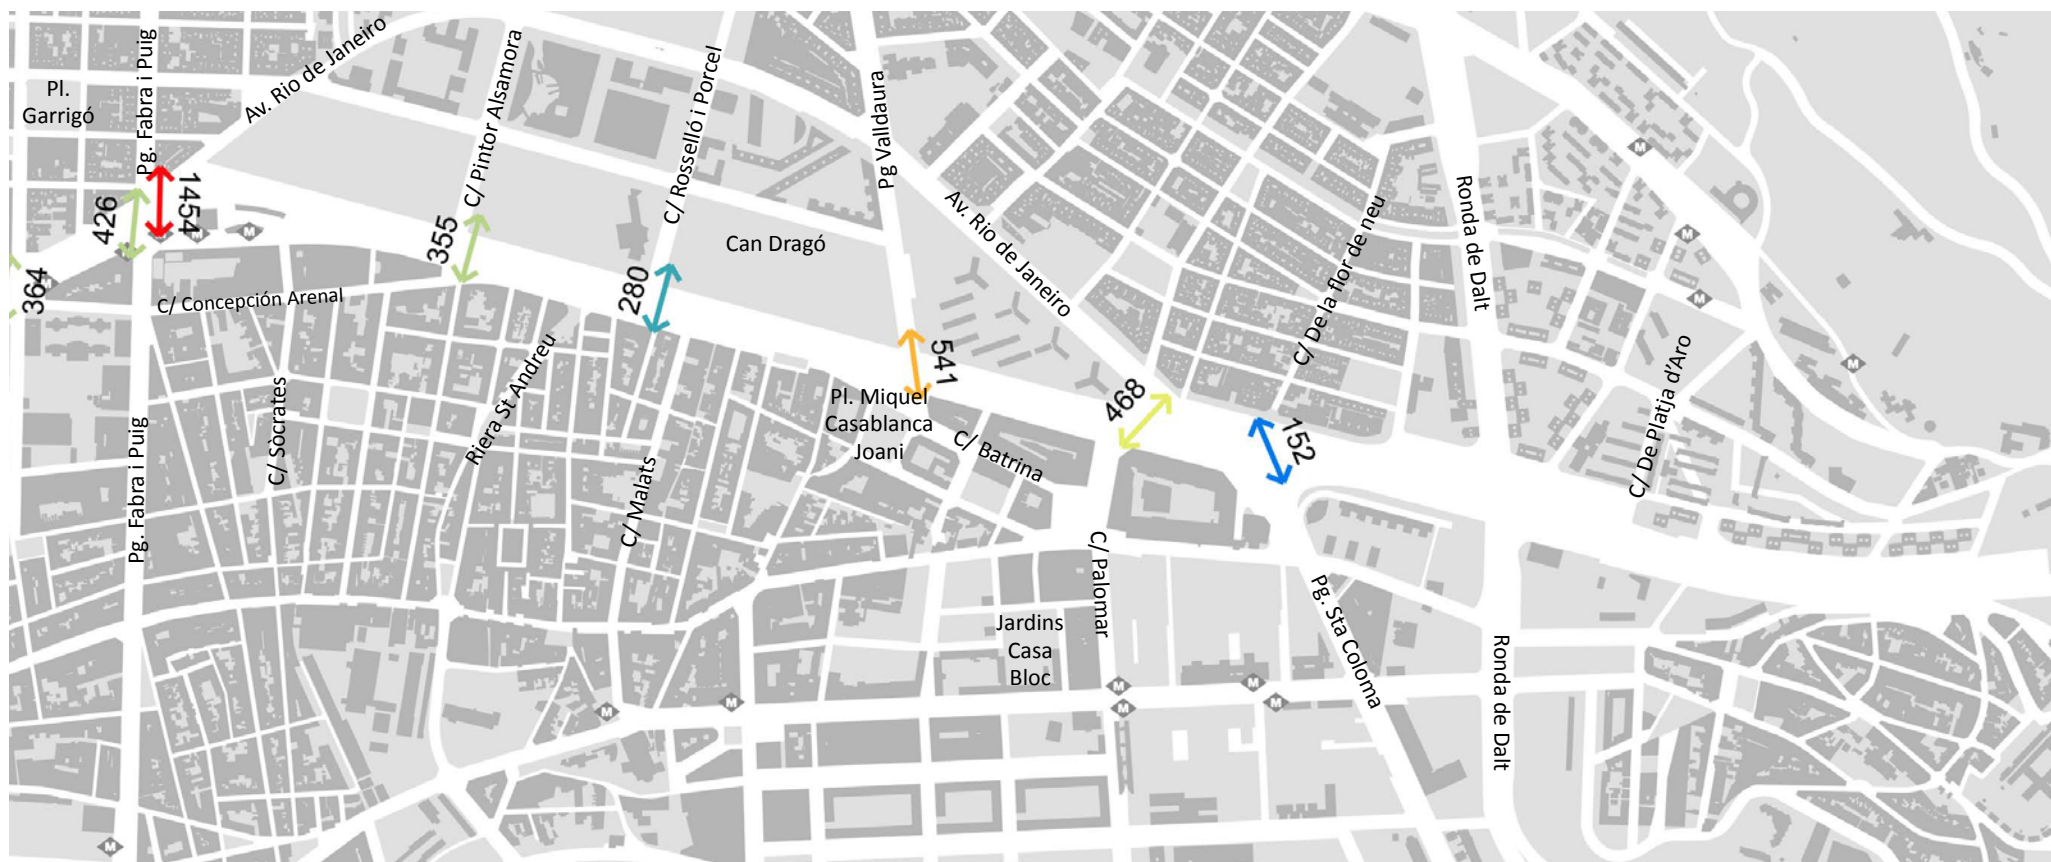 Pl.
Garrigó
Pg. Fabra i Puig
Av. Rio de Janeiro
C/ Pintor Alsamora
C/ Rosselló i Porcel
Pg Valldaura
Av. Rio de Janeiro
C/ De la flor de neu
Ronda de Dalt
M
M
M
M
426
1454
M
M
M
M
M
364
355
280
Can Dragó
541
468
152
C/ Concepción Arenal
C/ Sòcrates
Riera St Andreu
C/ Malats
Pl. Miquel
Casablanca
Joani
C/ Batrina
C/ De Platja d'Aro
Pg. Fabra i Puig
C/ Palomar
Pg. Sta Coloma
Jardins
Casa
Bloc
Ronda de Dalt
M
M
M
M
M
M
M